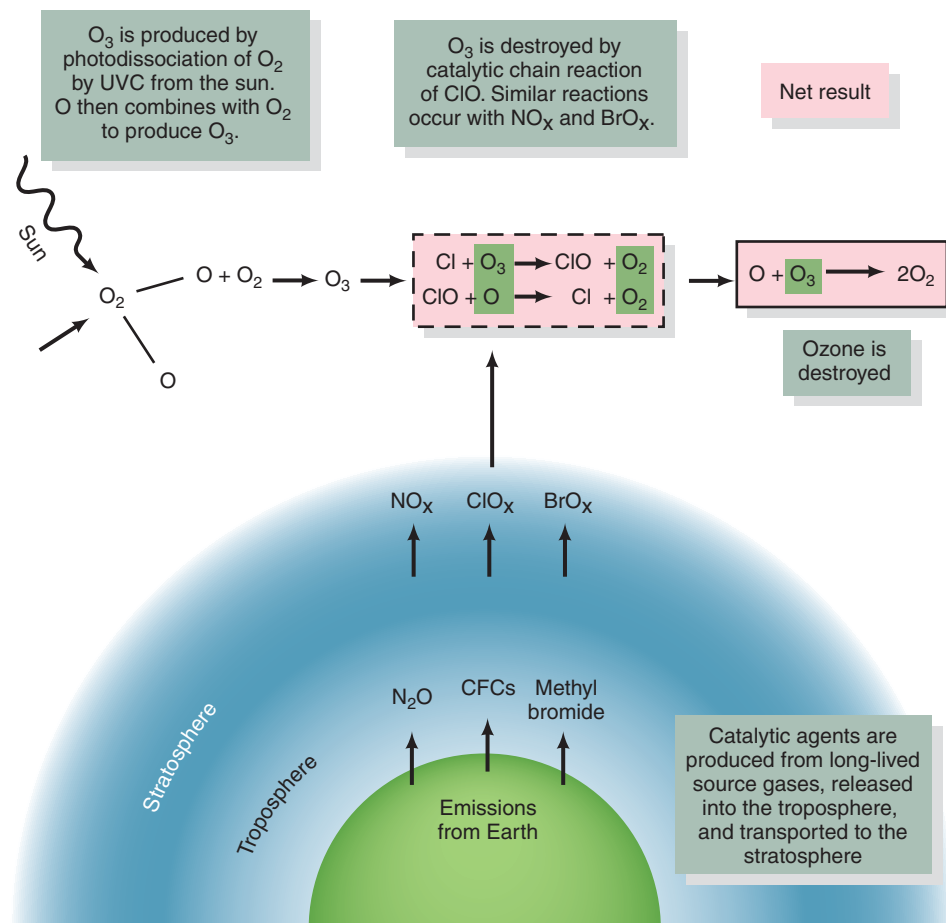 O₃ is produced by
photodissociation of O₂
by UVC from the sun.
O then combines with O₂
to produce O₃.
O₃ is destroyed by
catalytic chain reaction
of ClO. Similar reactions
occur with NOₓ and BrOₓ.
Net result
Sun
O₂
O + O₂
O₃
O
Cl + O₃ ClO + O₂
ClO + O Cl + O₂
O + O₃ 2O₂
Ozone is
destroyed
NOₓ ClOₓ BrOₓ
Stratosphere
Troposphere
N₂O
CFCs
Methyl
bromide
Emissions
from Earth
Catalytic agents are
produced from long-lived
source gases, released
into the troposphere,
and transported to the
stratosphere